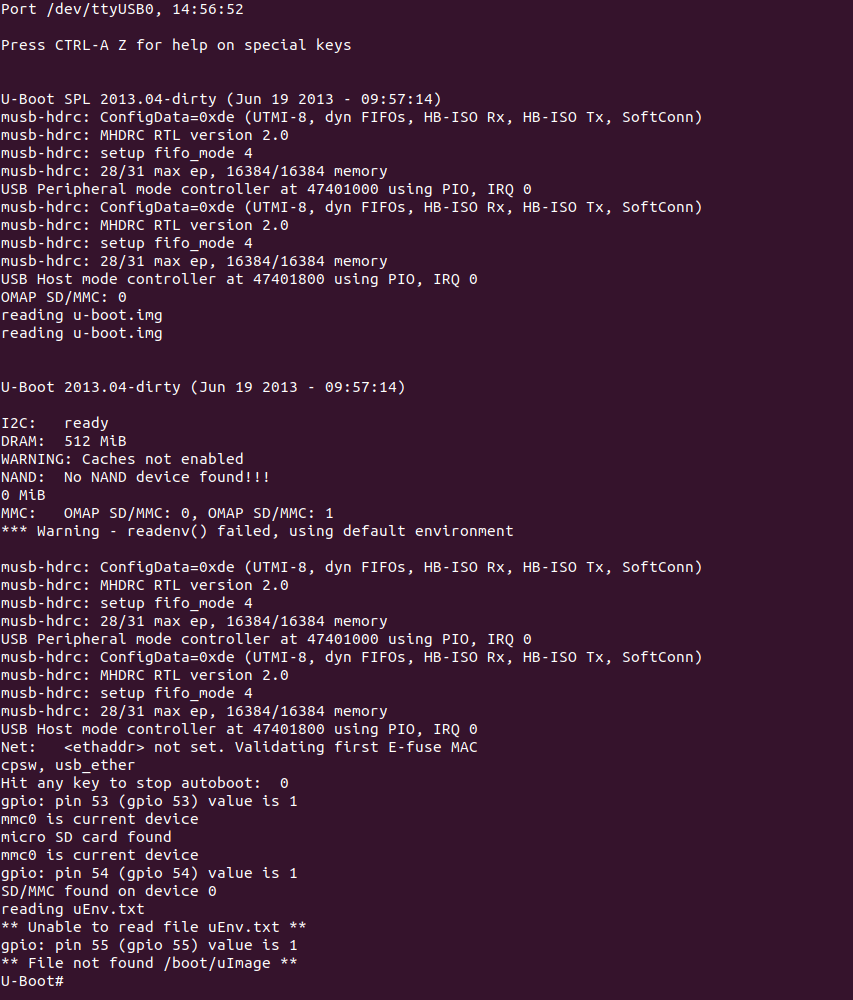 Port /dev/ttyUSB0, 14:56:52
Press CTRL-A Z for help on special keys
U-Boot SPL 2013.04-dirty (Jun 19 2013 - 09:57:14)
musb-hdrc: ConfigData=0xde (UTMI-8, dyn FIFOs, HB-ISO Rx, HB-ISO Tx, SoftConn)
musb-hdrc: MHDRC RTL version 2.0
musb-hdrc: setup fifo_mode 4
musb-hdrc: 28/31 max ep, 16384/16384 memory
USB Peripheral mode controller at 47401000 using PIO, IRQ 0
musb-hdrc: ConfigData=0xde (UTMI-8, dyn FIFOs, HB-ISO Rx, HB-ISO Tx, SoftConn)
musb-hdrc: MHDRC RTL version 2.0
musb-hdrc: setup fifo_mode 4
musb-hdrc: 28/31 max ep, 16384/16384 memory
USB Host mode controller at 47401800 using PIO, IRQ 0
OMAP SD/MMC: 0
reading u-boot.img
reading u-boot.img
U-Boot 2013.04-dirty (Jun 19 2013 - 09:57:14)
I2C:   ready
DRAM:  512 MiB
WARNING: Caches not enabled
NAND:  No NAND device found!!!
0 MiB
MMC:   OMAP SD/MMC: 0, OMAP SD/MMC: 1
*** Warning - readenv() failed, using default environment
musb-hdrc: ConfigData=0xde (UTMI-8, dyn FIFOs, HB-ISO Rx, HB-ISO Tx, SoftConn)
musb-hdrc: MHDRC RTL version 2.0
musb-hdrc: setup fifo_mode 4
musb-hdrc: 28/31 max ep, 16384/16384 memory
USB Peripheral mode controller at 47401000 using PIO, IRQ 0
musb-hdrc: ConfigData=0xde (UTMI-8, dyn FIFOs, HB-ISO Rx, HB-ISO Tx, SoftConn)
musb-hdrc: MHDRC RTL version 2.0
musb-hdrc: setup fifo_mode 4
musb-hdrc: 28/31 max ep, 16384/16384 memory
USB Host mode controller at 47401800 using PIO, IRQ 0
Net:   <ethaddr> not set. Validating first E-fuse MAC
cpsw, usb_ether
Hit any key to stop autoboot:  0
gpio: pin 53 (gpio 53) value is 1
mmc0 is current device
micro SD card found
mmc0 is current device
gpio: pin 54 (gpio 54) value is 1
SD/MMC found on device 0
reading uEnv.txt
** Unable to read file uEnv.txt **
gpio: pin 55 (gpio 55) value is 1
** File not found /boot/uImage **
U-Boot#